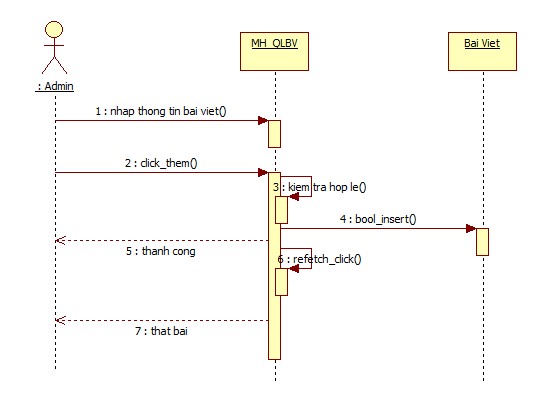 MH_QLBV
Bai Viet
: Admin
1 : nhap thong tin bai viet()
2 : click_them()
3 : kiem tra hop le()
4 : bool_insert()
5 : thanh cong
6 : refetch_click()
7 : that bai